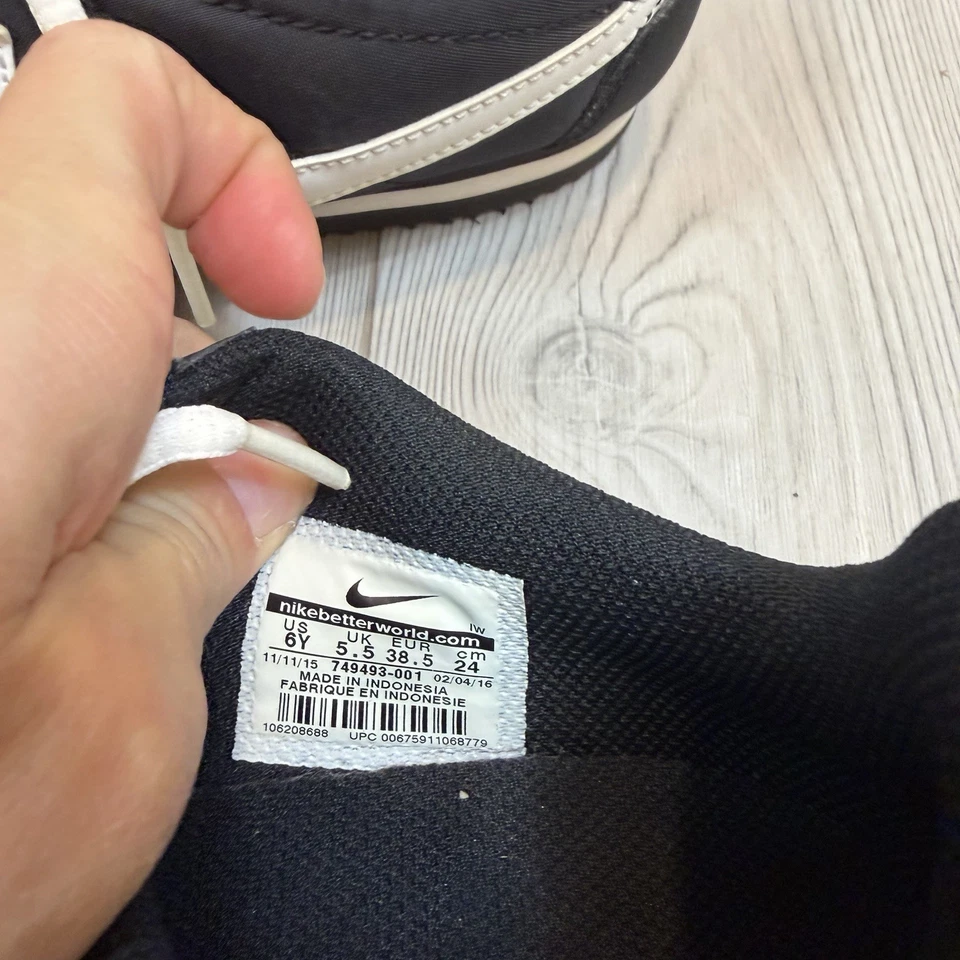 nikebetterworld.com
IW
US UK EUR cm
6Y 5.5 38.5 24
11/11/15 749493-001 02/04/16
MADE IN INDONESIA
FABRIQUE EN INDONESIE
106208688 UPC 00675911068779